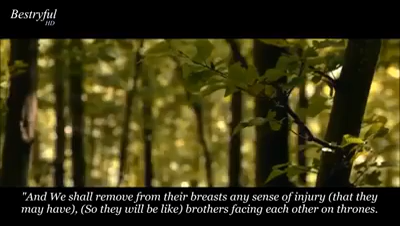 Bestryful
HD
"And We shall remove from their breasts any sense of injury (that they
may have), (So they will be like) brothers facing each other on thrones.